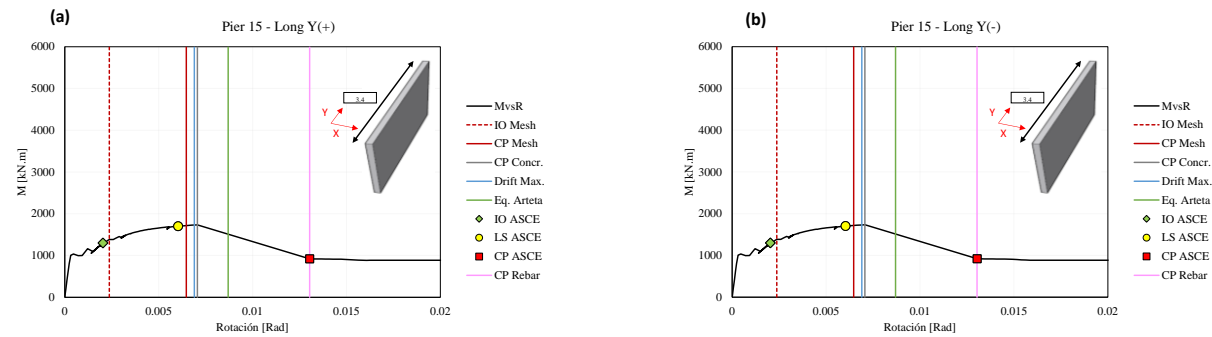 (a)
Pier 15 - Long Y(+)
6000
5000
4000
3000
2000
1000
0
M [kN.m]
0
0.005
0.01
0.015
0.02
Rotación [Rad]
3.4
Y
X
MvsR
IO Mesh
CP Mesh
CP Concr.
Drift Max.
Eq. Arteta
IO ASCE
LS ASCE
CP ASCE
CP Rebar
(b)
Pier 15 - Long Y(-)
6000
5000
4000
3000
2000
1000
0
M [kN.m]
0
0.005
0.01
0.015
0.02
Rotación [Rad]
3.4
Y
X
MvsR
IO Mesh
CP Mesh
CP Concr.
Drift Max.
Eq. Arteta
IO ASCE
LS ASCE
CP ASCE
CP Rebar